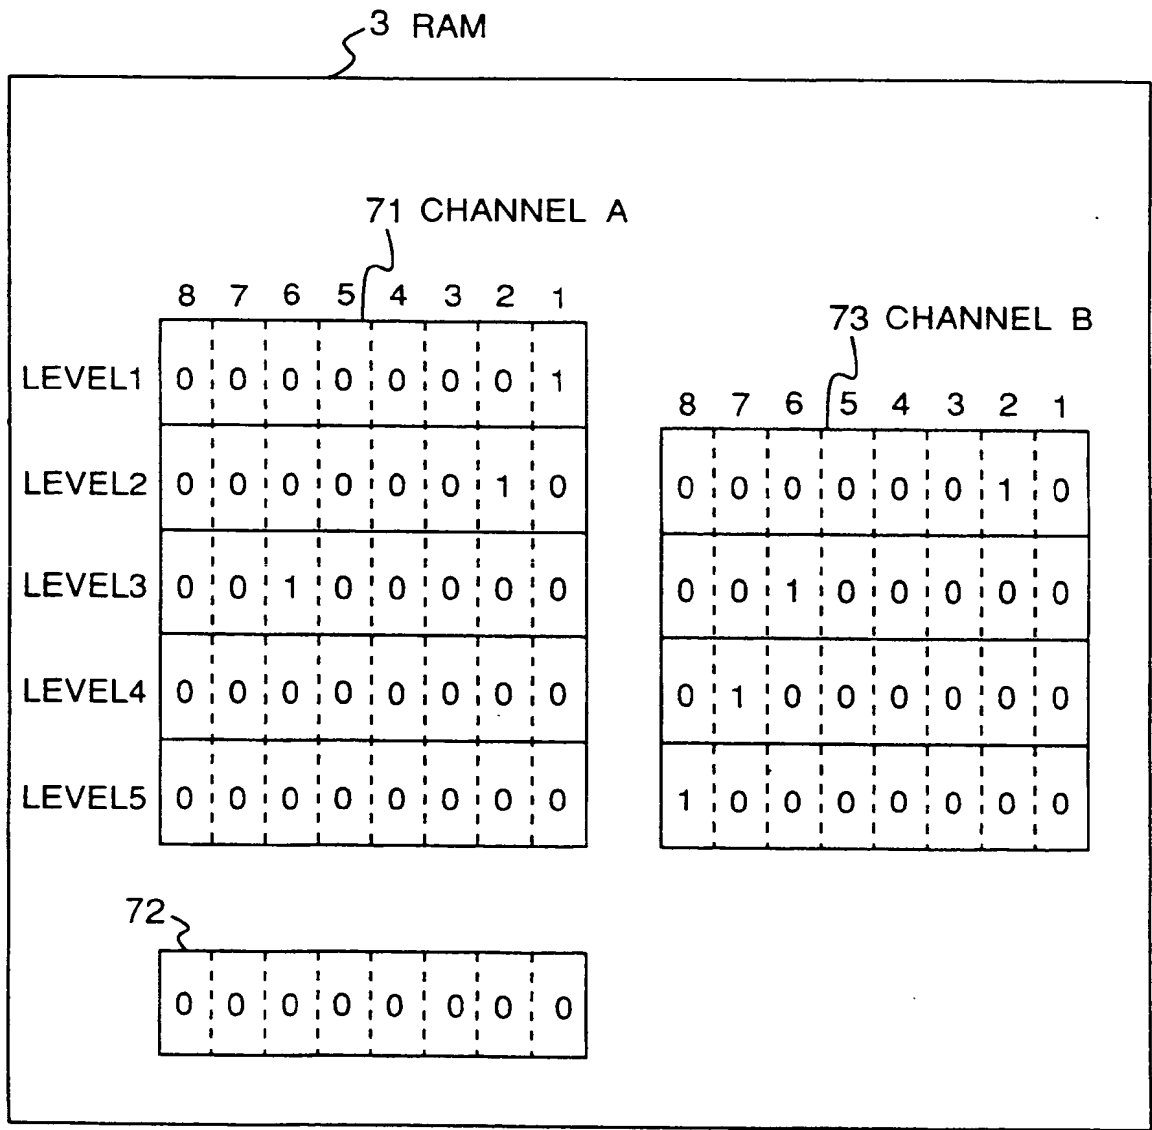 3 RAM
71 CHANNEL A
8 7 6 5 4 3 2 1
LEVEL1 0 0 0 0 0 0 0 1
LEVEL2 0 0 0 0 0 0 1 0
LEVEL3 0 0 1 0 0 0 0 0
LEVEL4 0 0 0 0 0 0 0 0
LEVEL5 0 0 0 0 0 0 0 0
73 CHANNEL B
8 7 6 5 4 3 2 1
0 0 0 0 0 0 1 0
0 0 1 0 0 0 0 0
0 1 0 0 0 0 0 0
1 0 0 0 0 0 0 0
72
0 0 0 0 0 0 0 0